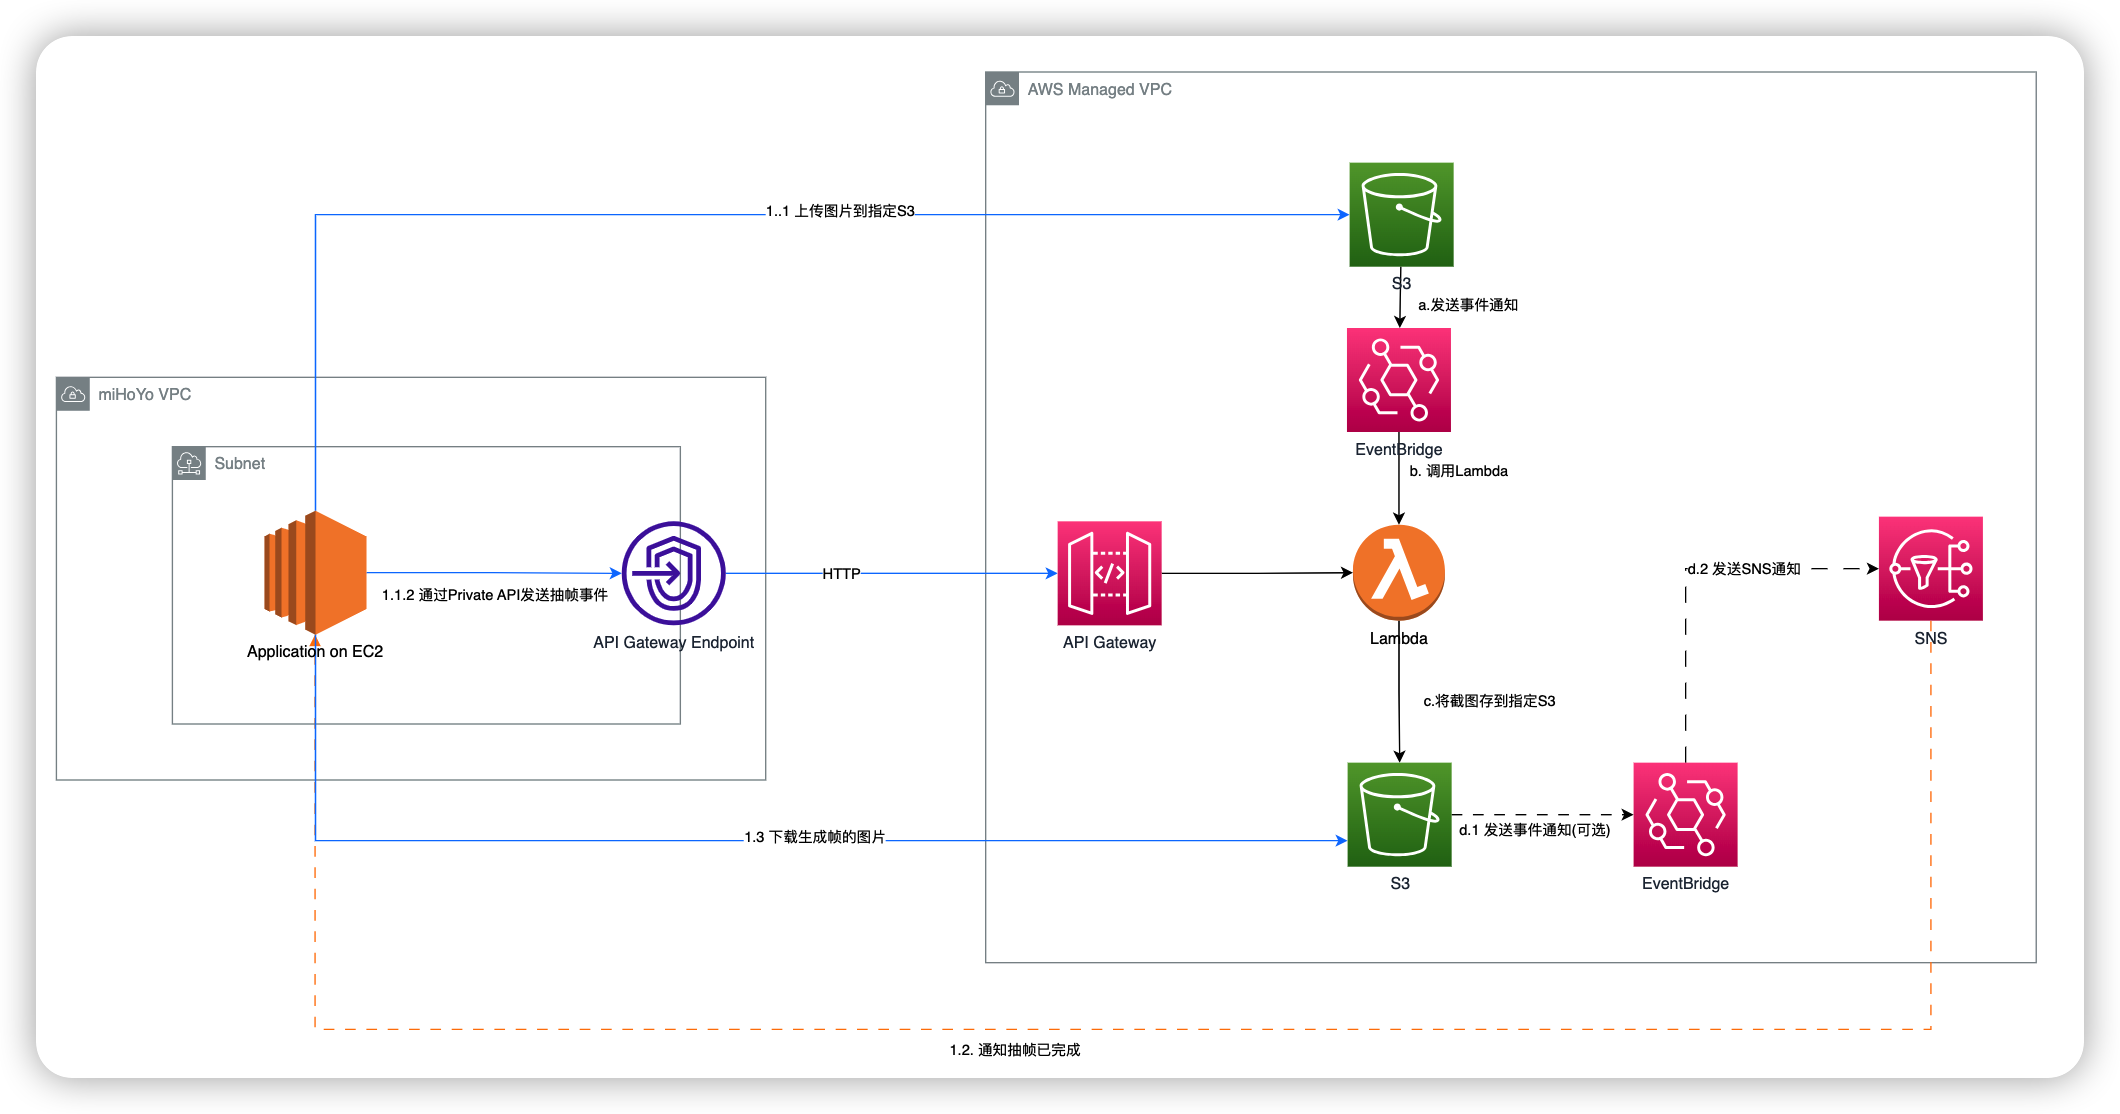 AWS Managed VPC
1..1 上传图片到指定S3
S3
a.发送事件通知
miHoYo VPC
EventBridge
Subnet
b. 调用Lambda
d.2 发送SNS通知
HTTP
1.1.2 通过Private API发送抽帧事件
Application on EC2
API Gateway Endpoint
API Gateway
Lambda
SNS
c.将截图存到指定S3
1.3 下载生成帧的图片
d.1 发送事件通知(可选)
S3
EventBridge
1.2. 通知抽帧已完成